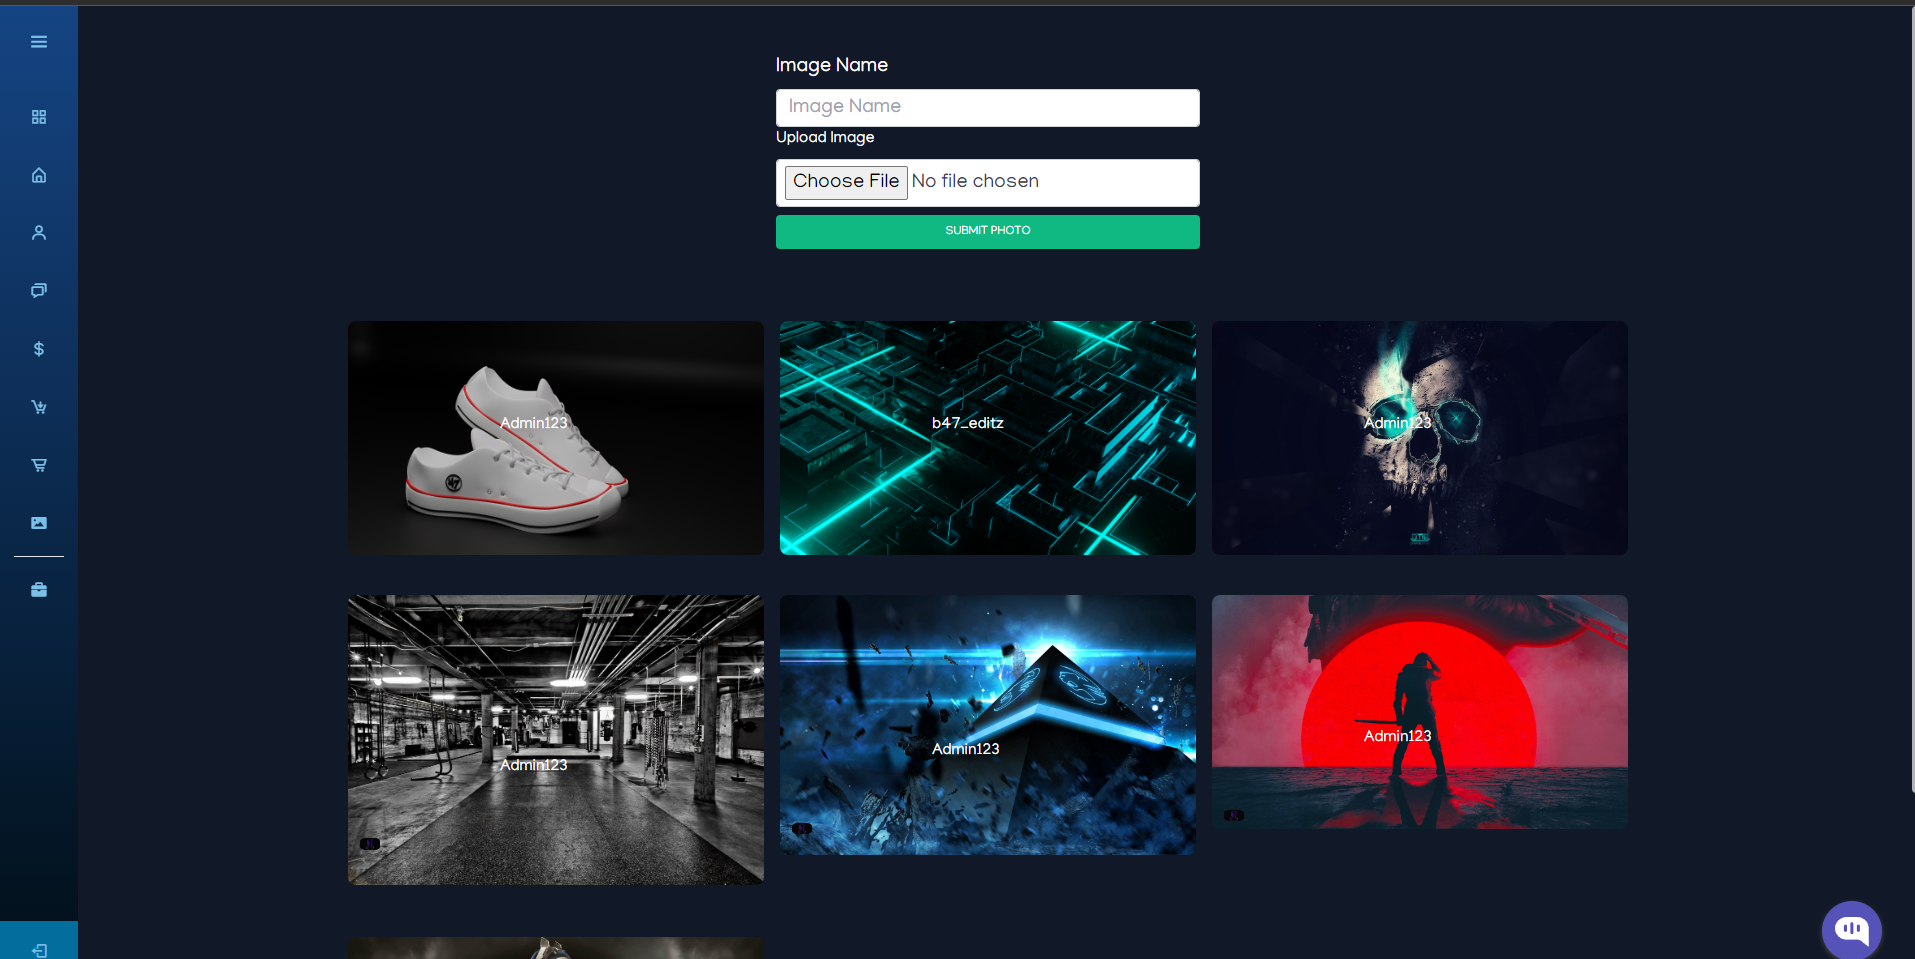 Image Name
Image Name
Upload Image
Choose File No file chosen
SUBMIT PHOTO
Admin123
b47_editz
Admin123
47
Admin123
Admin123
Admin123